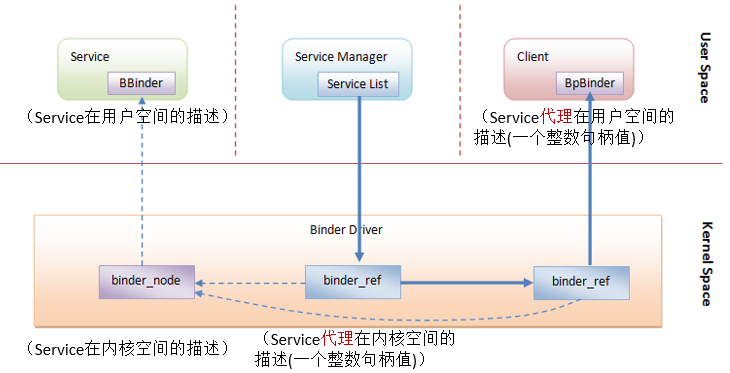 Service
BBinder
（Service在用户空间的描述）
Service Manager
Service List
Client
BpBinder
（Service代理在用户空间的
描述(一个整数句柄值)）
User Space
Binder Driver
binder_node
binder_ref
binder_ref
（Service在内核空间的描述）
（Service代理在内核空间的
描述(一个整数句柄值)）
Kernel Space